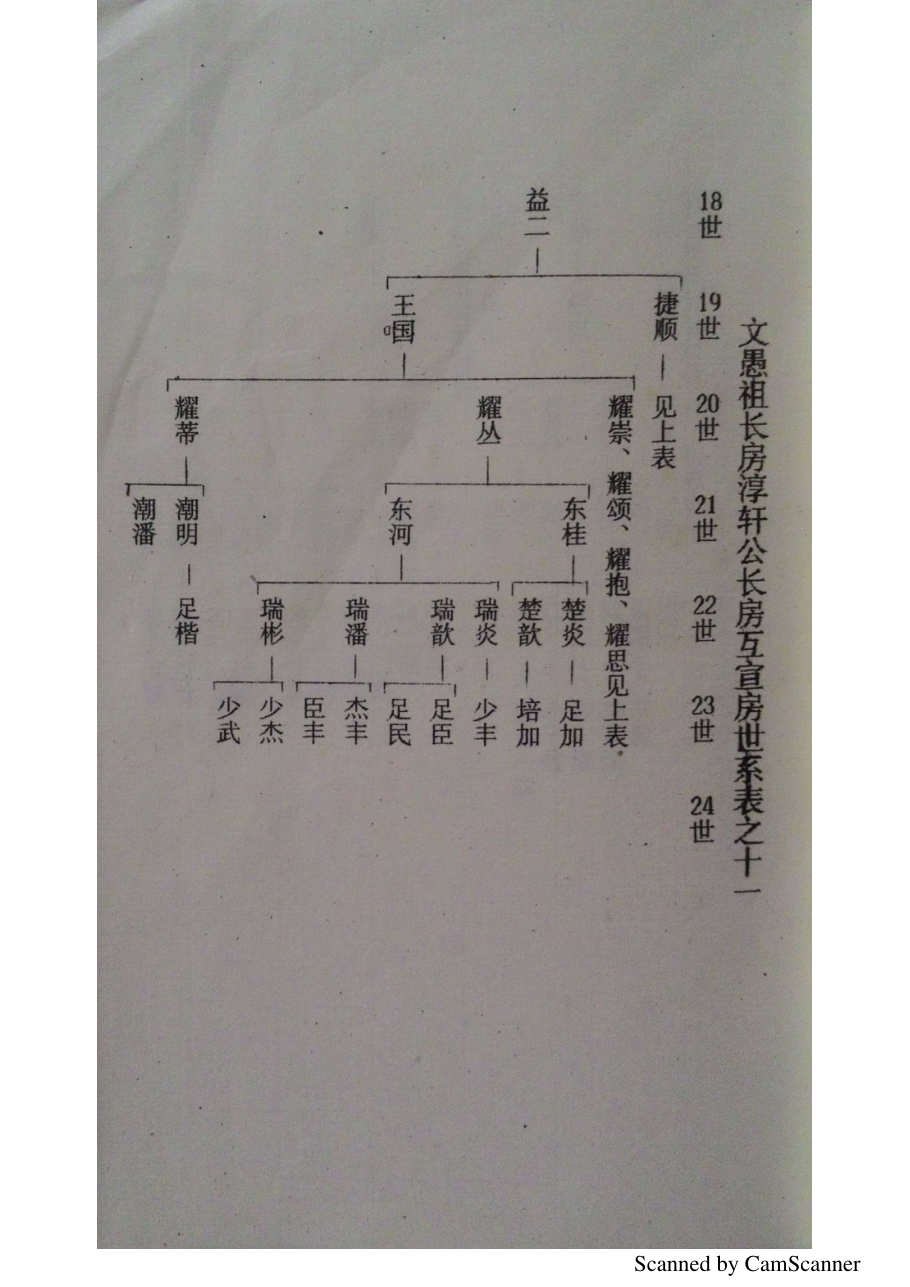 文愚祖长房淳轩公长房互宣房世系表之十一
18世
19世
20世
21世
22世
23世
24世
益二
捷顺
见上表
王国
耀崇、耀颂、耀抱、耀思见上表。
耀丛
耀蒂
东桂
东河
潮明
潮潘
楚炎
楚歆
瑞炎
瑞歆
瑞潘
瑞彬
足楷
足加
培加
少丰
足臣
足民
杰丰
臣丰
少杰
少武
Scanned by CamScanner